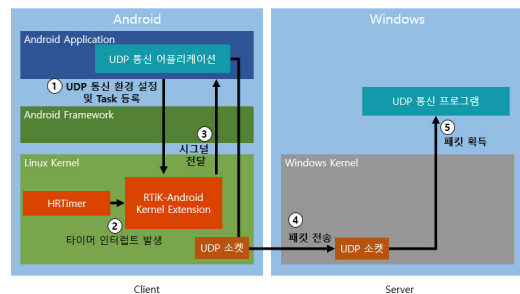 Android
Windows
Android Application
UDP 통신 어플리케이션
① UDP 통신 환경 설정
및 Task 등록
UDP 통신 프로그램
Android Framework
③
시그널
전달
⑤
패킷 획득
Linux Kernel
Windows Kernel
HRTimer
RTiK-Android
Kernel Extension
②
타이머 인터럽트 발생
④
패킷 전송
UDP 소켓
UDP 소켓
Client
Server